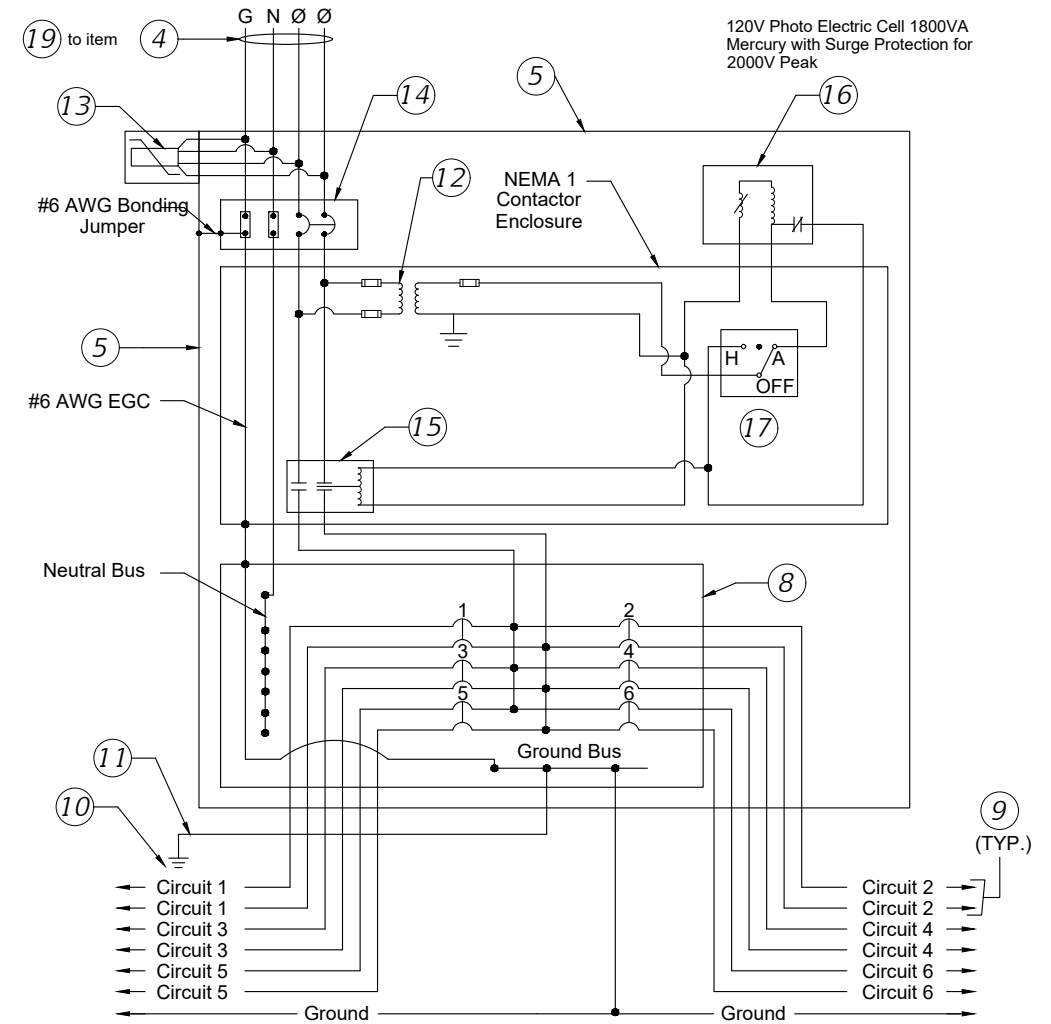 G N Ø Ø
19 to item 4
120V Photo Electric Cell 1800VA
Mercury with Surge Protection for
2000V Peak
5
13
14
16
12
NEMA 1
Contactor
Enclosure
#6 AWG Bonding
Jumper
5
H A
OFF
#6 AWG EGC
15
17
Neutral Bus
8
1 2
3 4
5 6
Ground Bus
11
10
9
(TYP.)
Circuit 1 Circuit 2
Circuit 1 Circuit 2
Circuit 3 Circuit 4
Circuit 3 Circuit 4
Circuit 5 Circuit 6
Circuit 5 Circuit 6
Ground Ground